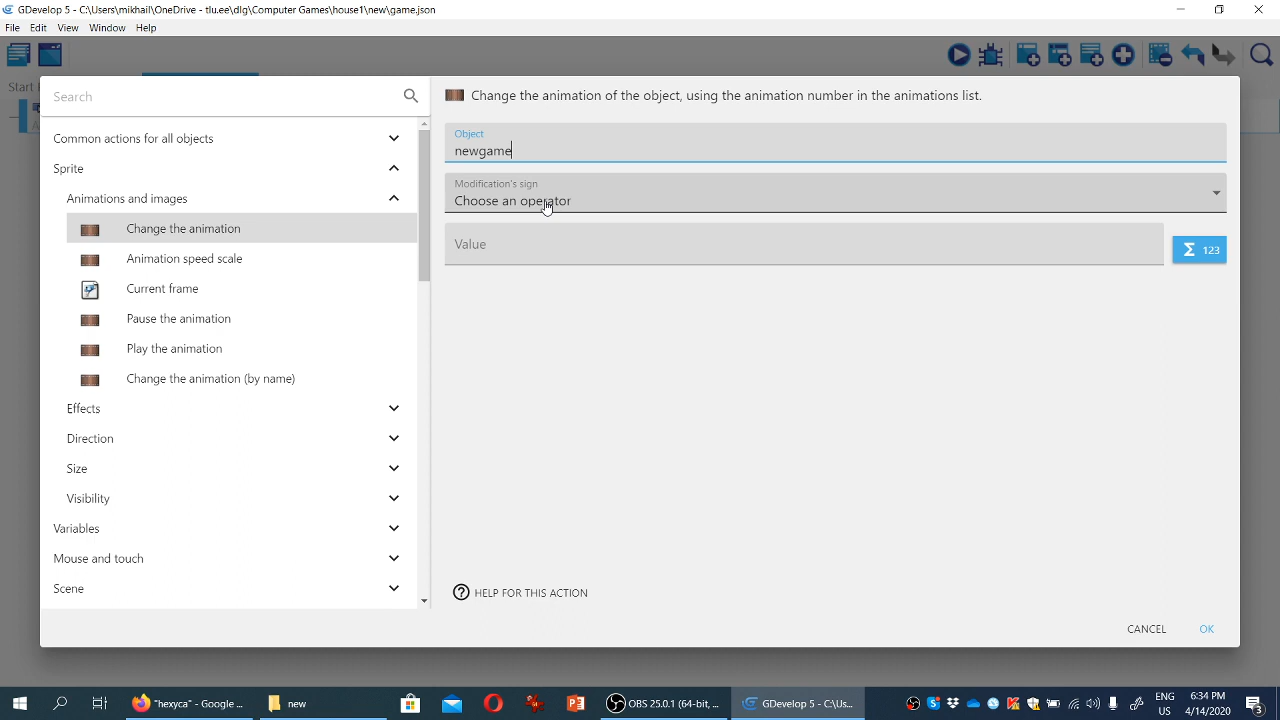 GDevelop 5 - C:\Users\mikhail\OneDrive - tlu.ee\dlg\Computer Games\house1\new\game.json
File Edit View Window Help
Start
Search
Common actions for all objects
Sprite
Animations and images
Change the animation
Animation speed scale
Current frame
Pause the animation
Play the animation
Change the animation (by name)
Effects
Direction
Size
Visibility
Variables
Mouse and touch
Scene
Change the animation of the object, using the animation number in the animations list.
Object
newgame
Modification's sign
Choose an operator
Value
Σ 123
? HELP FOR THIS ACTION
CANCEL OK
"hexyca" - Google ...
new
OBS 25.0.1 (64-bit, ...
GDevelop 5 - C:\Us...
ENG
US
6:34 PM
4/14/2020
3